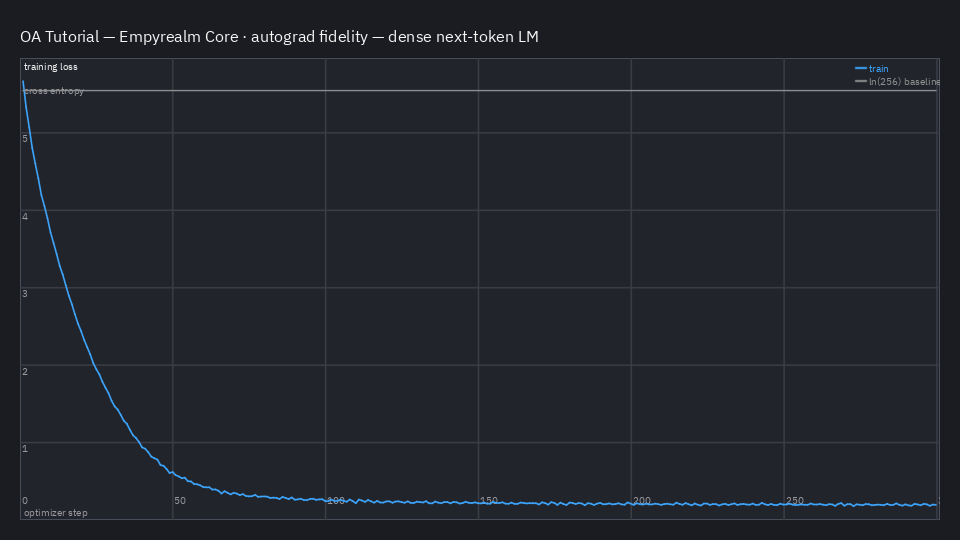 OA Tutorial — Empyrealm Core · autograd fidelity — dense next-token LM
training loss
train
cross entropy
ln(256) baseline
5
4
3
2
1
0 50 100 150 200 250
optimizer step